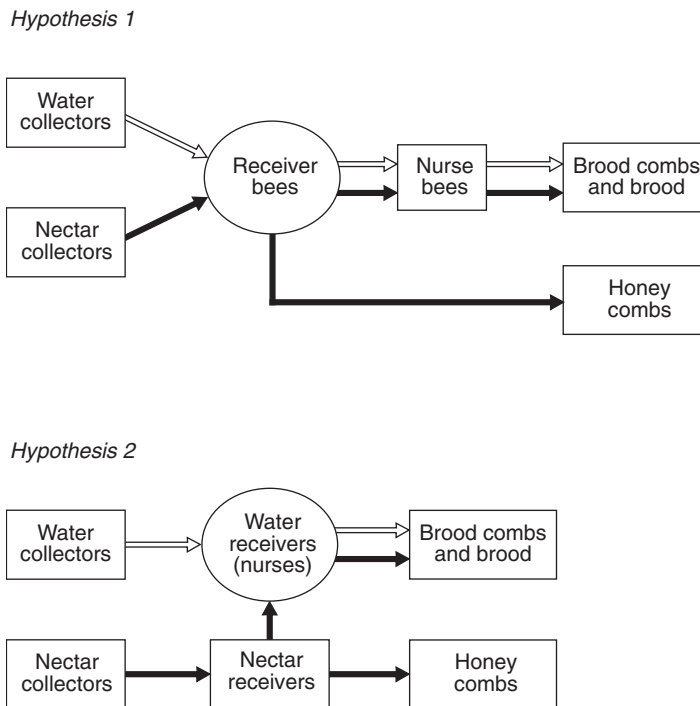 Hypothesis 1
Water
collectors
Receiver
bees
Nurse
bees
Brood combs
and brood
Nectar
collectors
Honey
combs
Hypothesis 2
Water
collectors
Water
receivers
(nurses)
Brood combs
and brood
Nectar
collectors
Nectar
receivers
Honey
combs